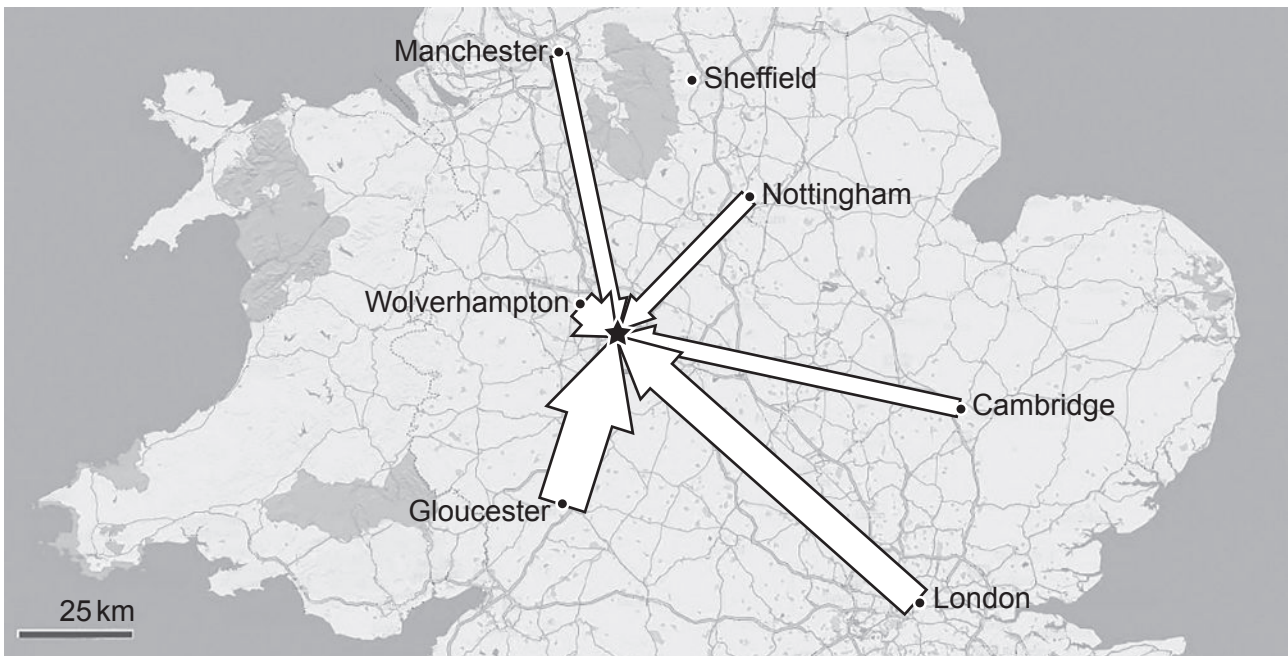 Manchester
Sheffield
Nottingham
Wolverhampton
Cambridge
Gloucester
London
25 km